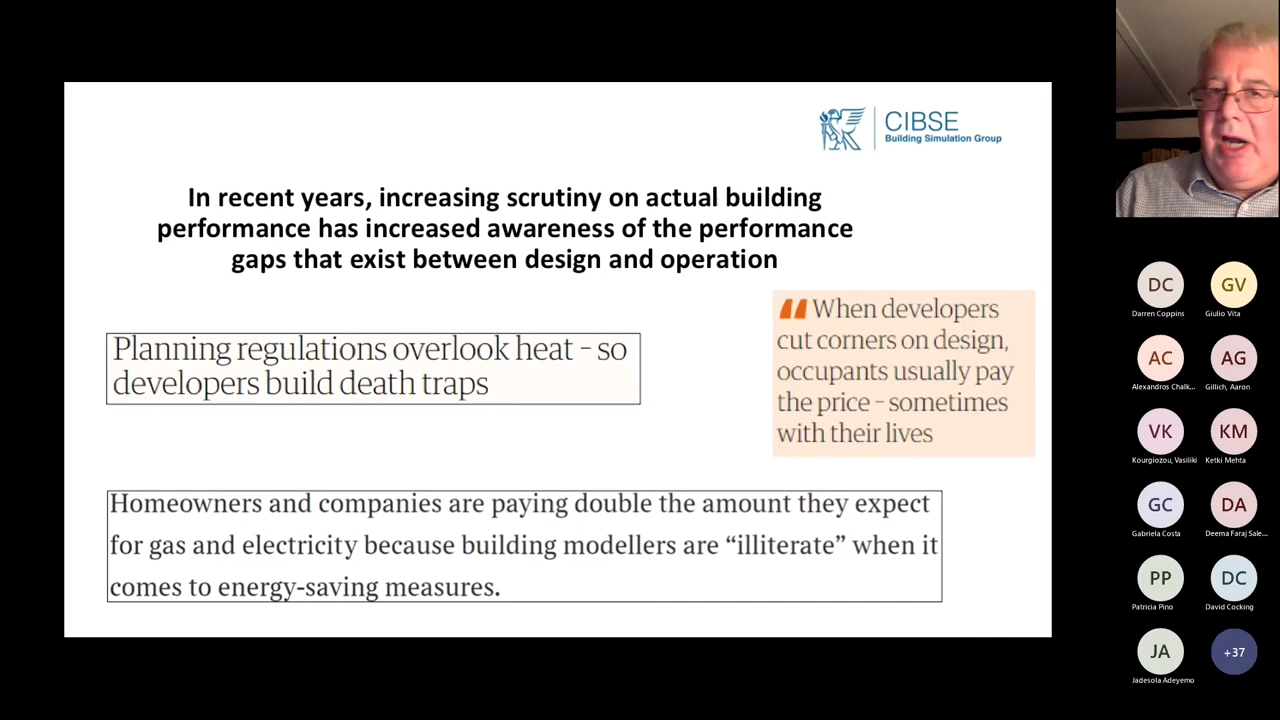 CIBSE
Building Simulation Group
In recent years, increasing scrutiny on actual building
performance has increased awareness of the performance
gaps that exist between design and operation
Planning regulations overlook heat – so
developers build death traps
“ When developers
cut corners on design,
occupants usually pay
the price – sometimes
with their lives
Homeowners and companies are paying double the amount they expect
for gas and electricity because building modellers are “illiterate” when it
comes to energy-saving measures.
DC
GV
Darren Coppins
Giulio Vita
AC
AG
Alexandros Chalk...
Gillich, Aaron
VK
KM
Kourgiozou, Vasiliki
Ketki Mehta
GC
DA
Gabriela Costa
Deema Faraj Sale...
PP
DC
Patricia Pino
David Cocking
JA
+37
Jadesola Adeyemo